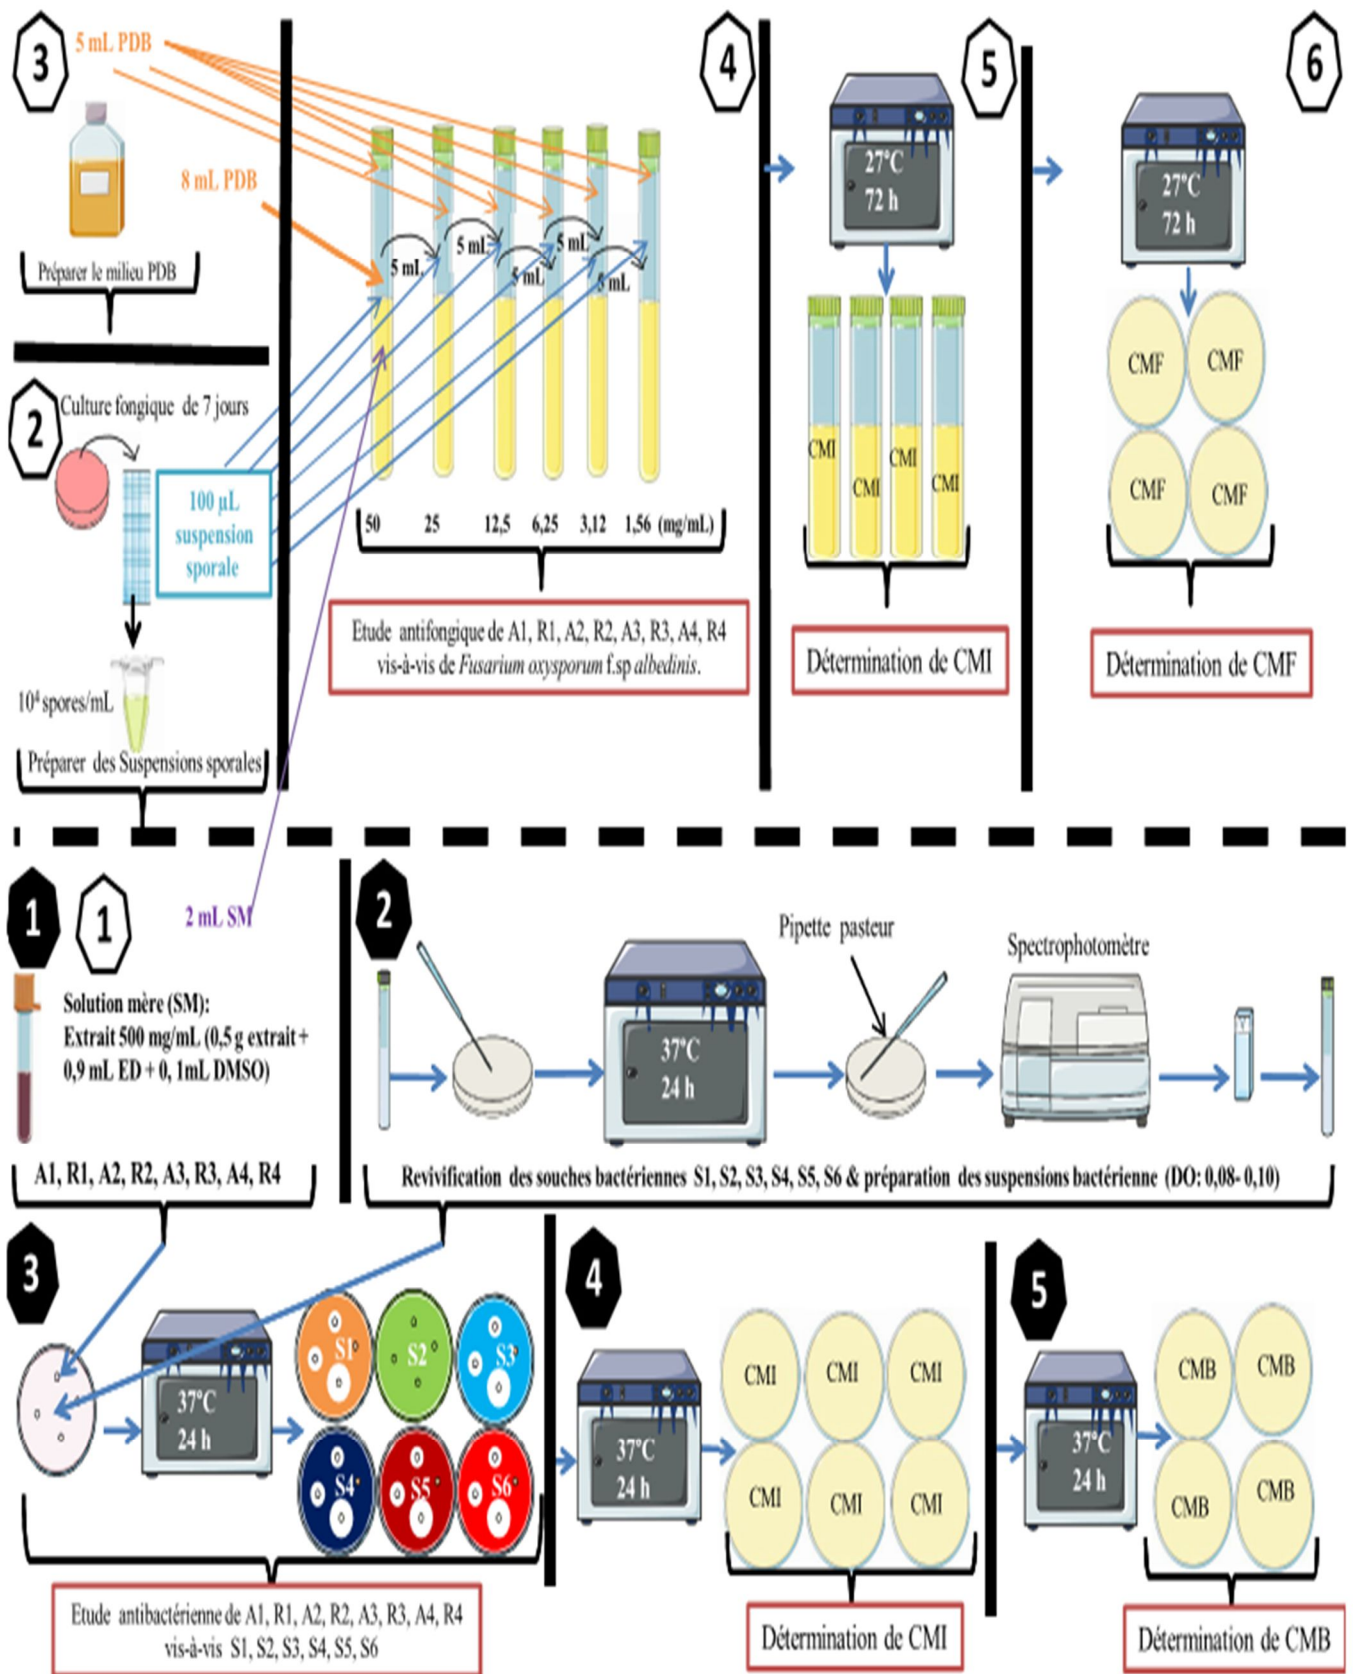 3
5 mL PDB
8 mL PDB
Préparer le milieu PDB
2
Culture fongique de 7 jours
100 µL
suspension
sporale
10⁴ spores/mL
Préparer des Suspensions sporales
4
5 mL
5 mL
5 mL
5 mL
5 mL
50 25 12,5 6,25 3,12 1,56 (mg/mL)
Etude antifongique de A1, R1, A2, R2, A3, R3, A4, R4
vis-à-vis de Fusarium oxysporum f.sp albedinis.
5
27°C
72 h
CMI
CMI
CMI
CMI
Détermination de CMI
6
27°C
72 h
CMF
CMF
CMF
CMF
Détermination de CMF
1
1
2 mL SM
Solution mère (SM):
Extrait 500 mg/mL (0,5 g extrait +
0,9 mL ED + 0, 1mL DMSO)
A1, R1, A2, R2, A3, R3, A4, R4
2
Pipette pasteur
Spectrophotomètre
37°C
24 h
Revivification des souches bactériennes S1, S2, S3, S4, S5, S6 & préparation des suspensions bactérienne (DO: 0,08- 0,10)
3
37°C
24 h
S1
S2
S3
S4
S5
S6
Etude antibactérienne de A1, R1, A2, R2, A3, R3, A4, R4
vis-à-vis S1, S2, S3, S4, S5, S6
4
37°C
24 h
CMI
CMI
CMI
CMI
CMI
CMI
Détermination de CMI
5
37°C
24 h
CMB
CMB
CMB
CMB
Détermination de CMB